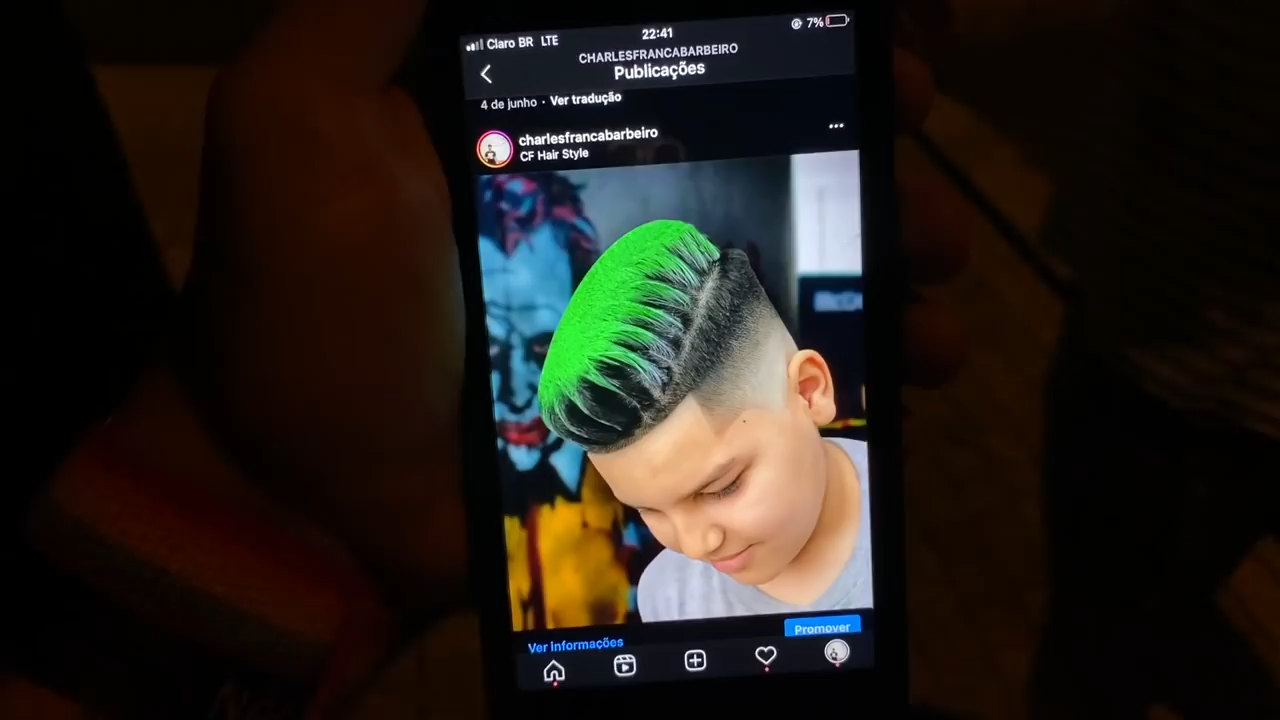 Claro BR LTE
22:41
7%
CHARLESFRANCABARBEIRO
Publicações
4 de junho · Ver tradução
charlesfrancabarbeiro
CF Hair Style
Ver informações
Promover